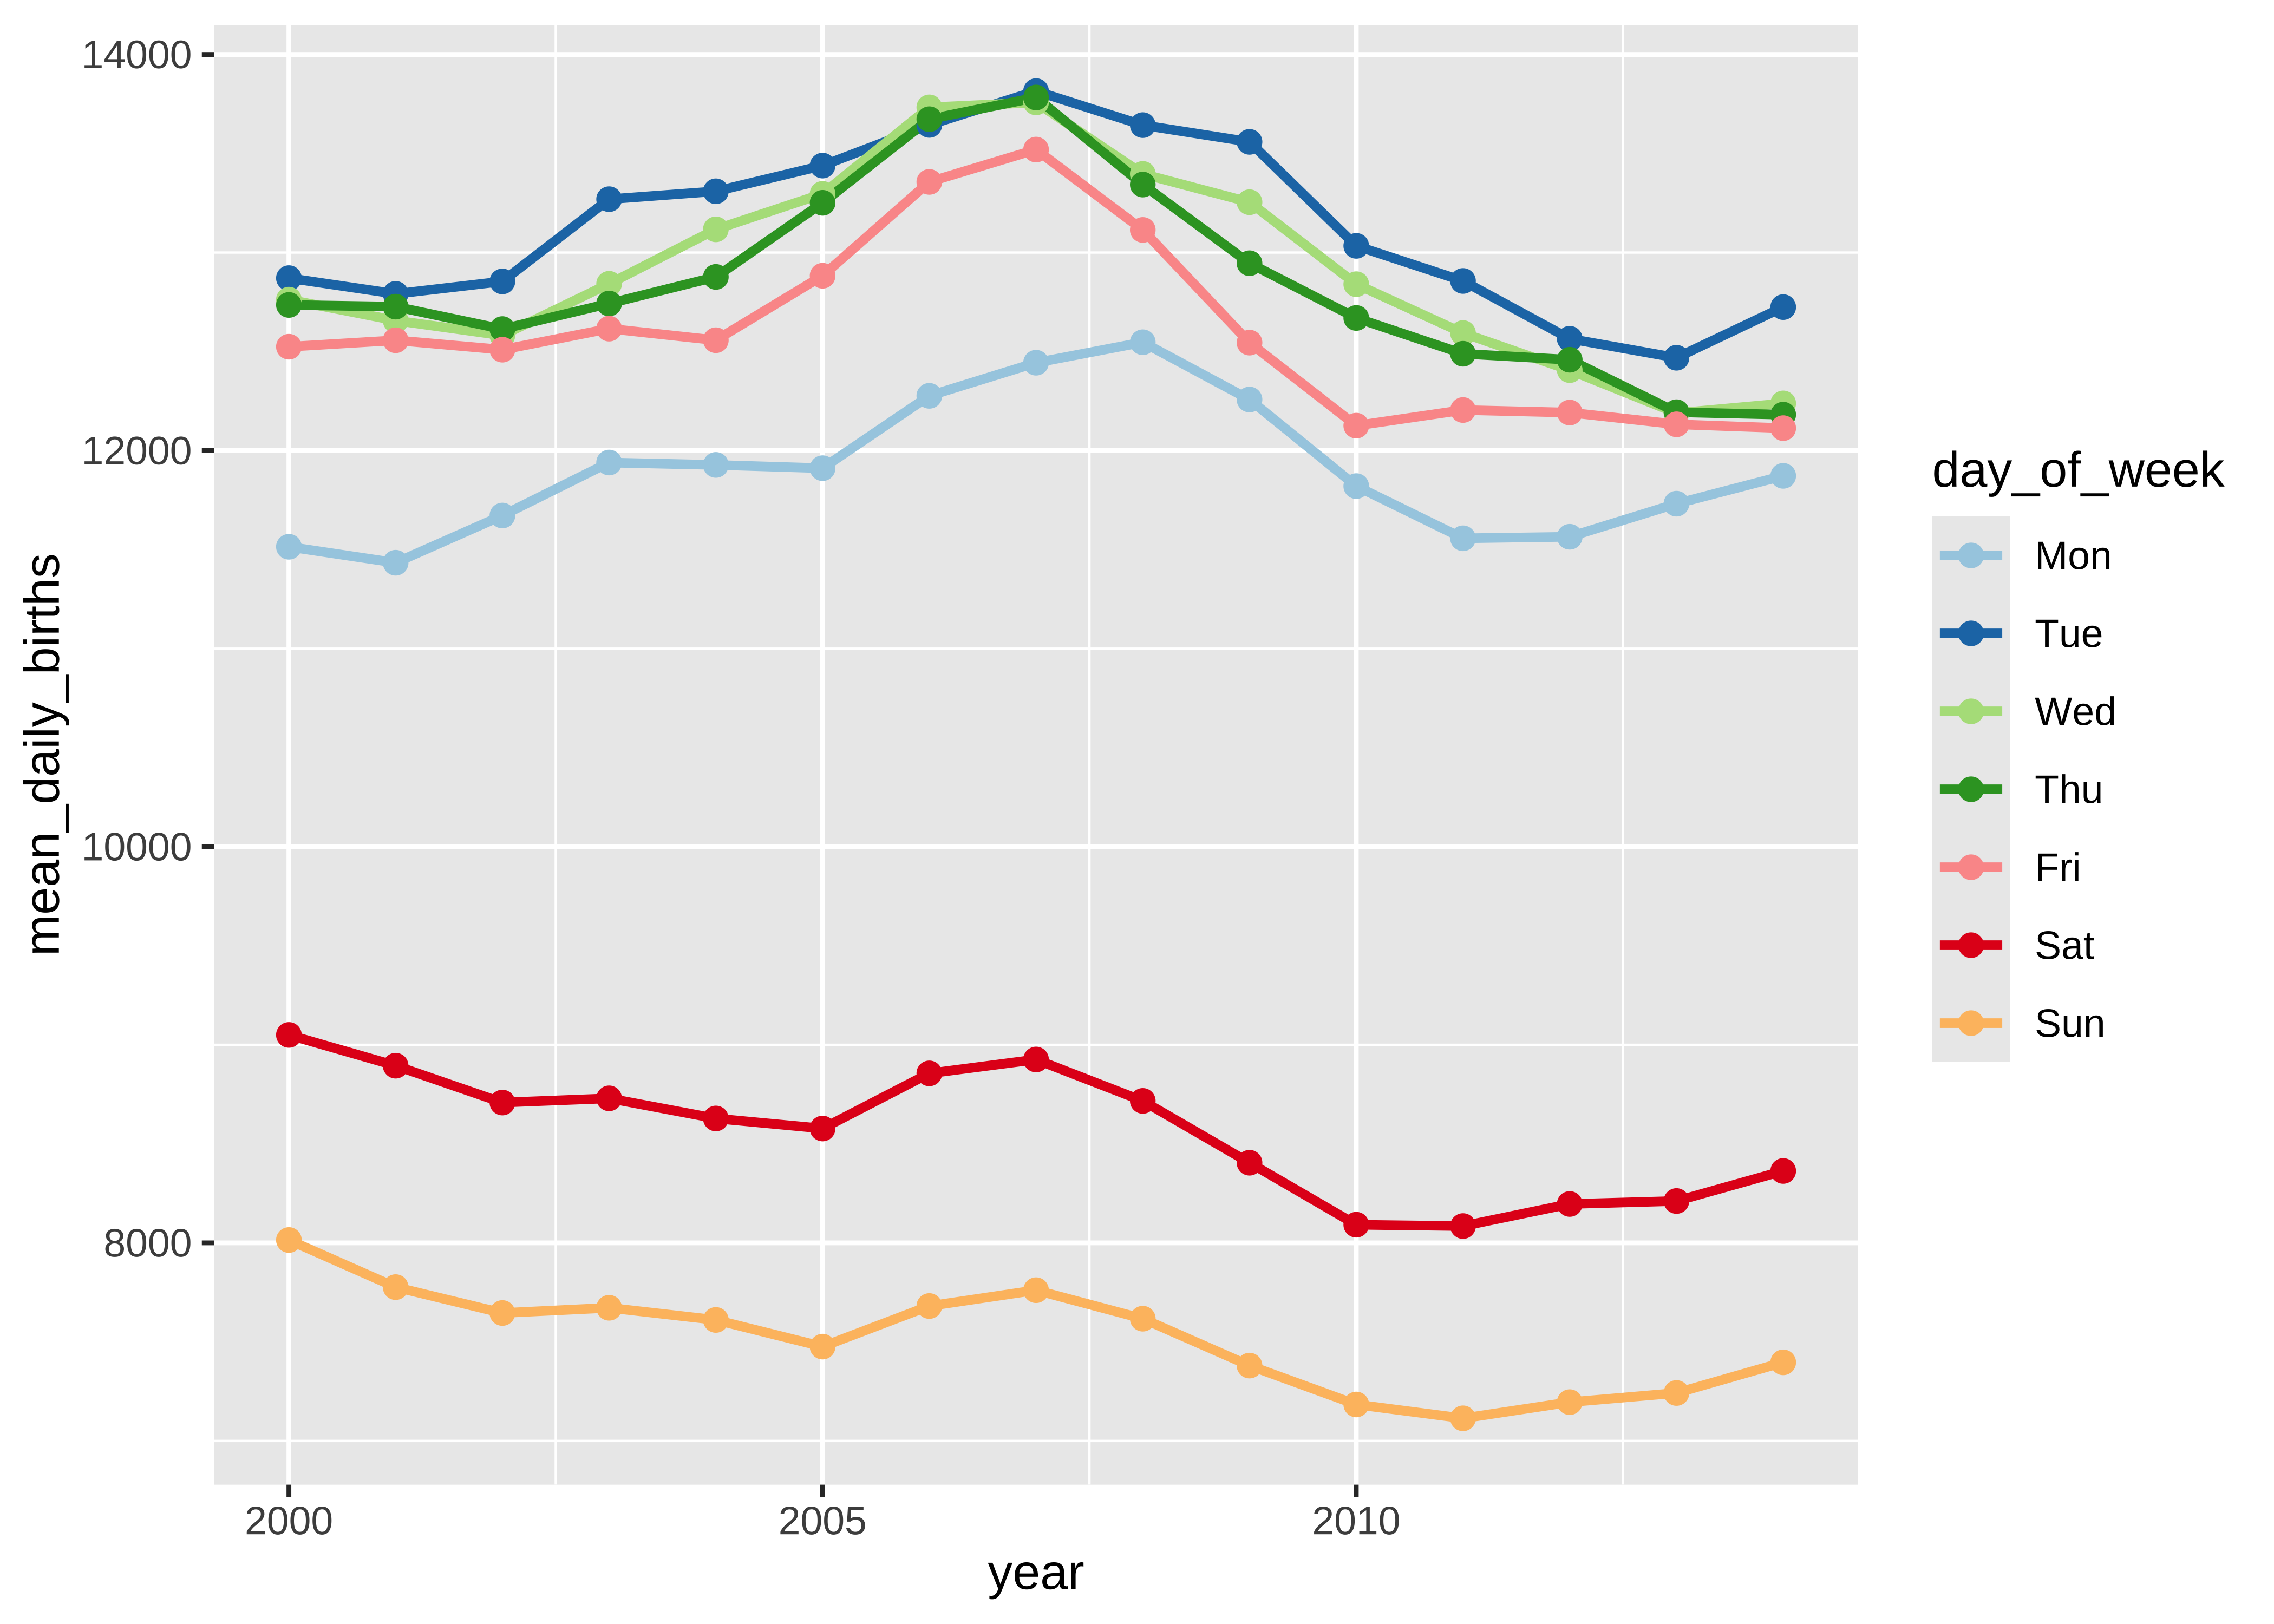 14000
12000
10000
8000
mean_daily_births
2000
2005
2010
year
day_of_week
Mon
Tue
Wed
Thu
Fri
Sat
Sun